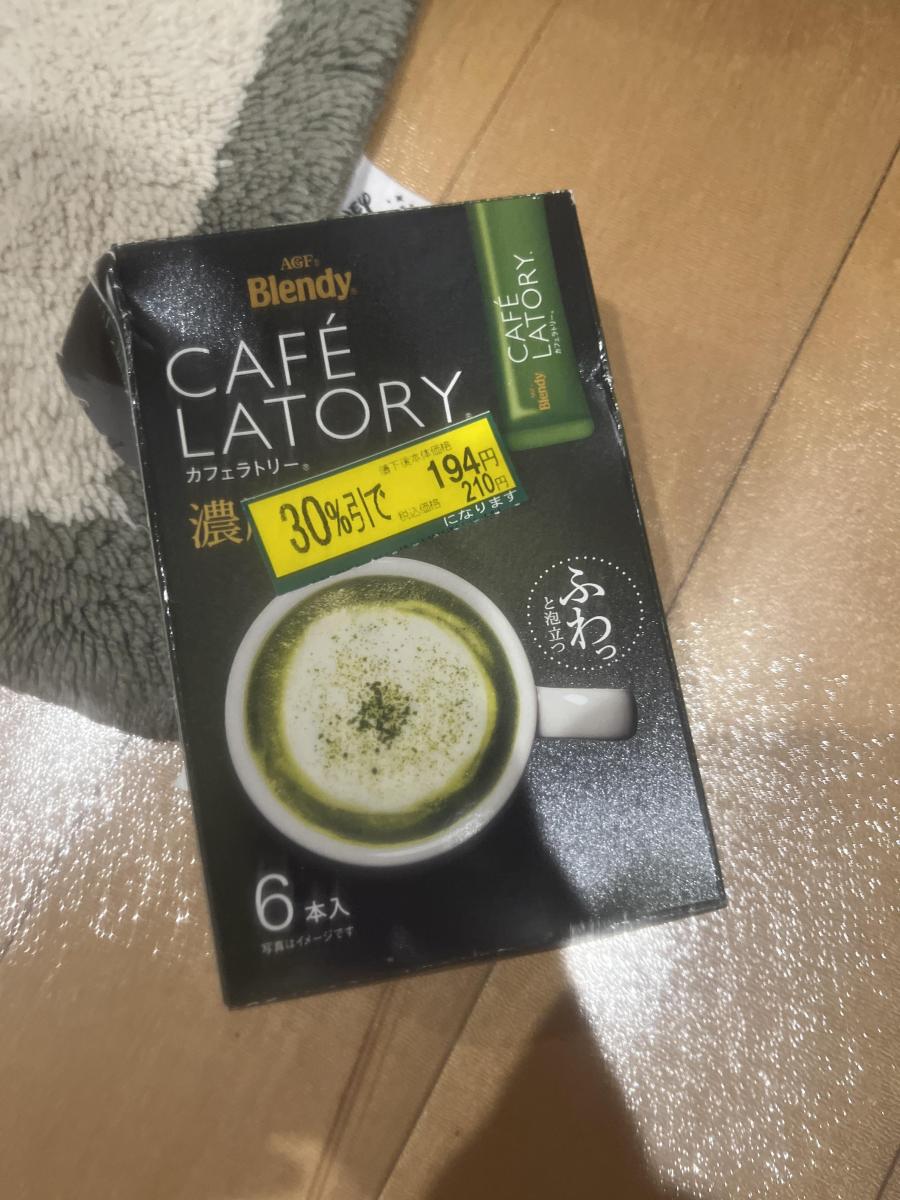 AGF®
Blendy®
CAFÉ
LATORY®
カフェラトリー®
濃
30%引で
値下後本体価格
194円
税込価格 210円
になります
CAFÉ
LATORY®
カフェラトリー®
AGF
Blendy
ふわっ
と泡立つ
6本入
写真はイメージです